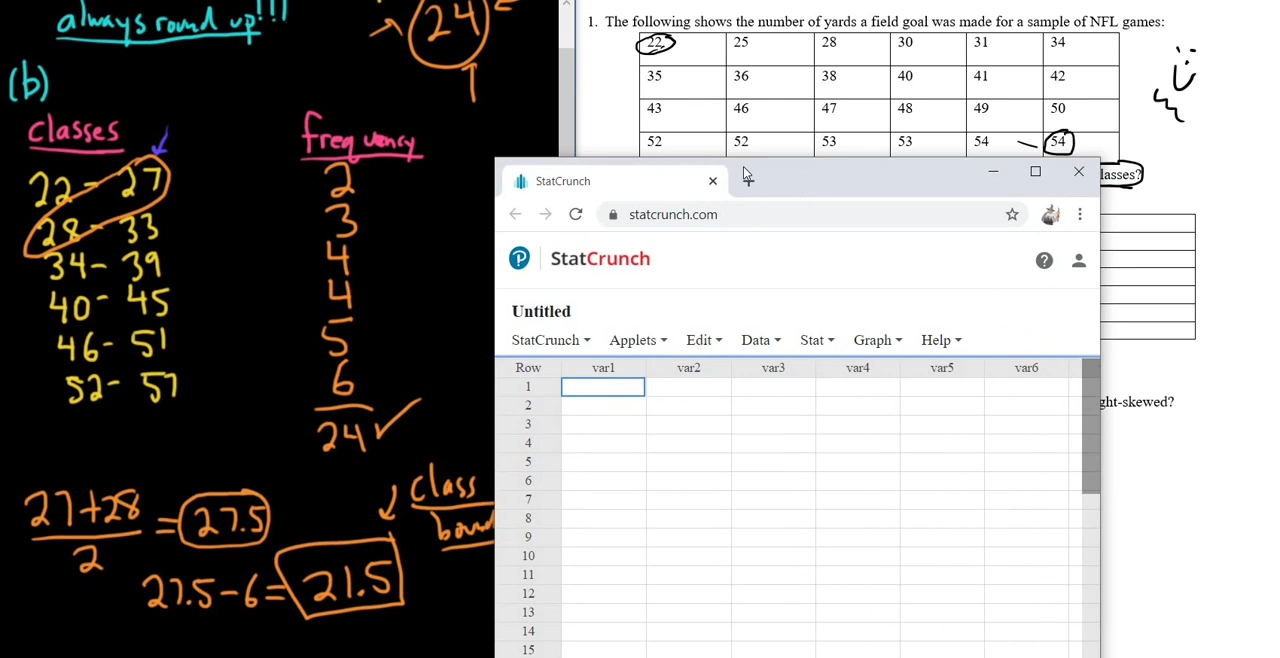 always round up!!!
24
(b)
classes
frequency
22 - 27
2
28 - 33
3
34 - 39
4
40 - 45
4
46 - 51
5
52 - 57
6
24
27+28
2
= 27.5
27.5 - 6 = 21.5
class
1. The following shows the number of yards a field goal was made for a sample of NFL games:
22 25 28 30 31 34
35 36 38 40 41 42
43 46 47 48 49 50
52 52 53 53 54 54
lasses?
ght-skewed?
StatCrunch
statcrunch.com
P StatCrunch
Untitled
StatCrunch Applets Edit Data Stat Graph Help
Row var1 var2 var3 var4 var5 var6
1
2
3
4
5
6
7
8
9
10
11
12
13
14
15